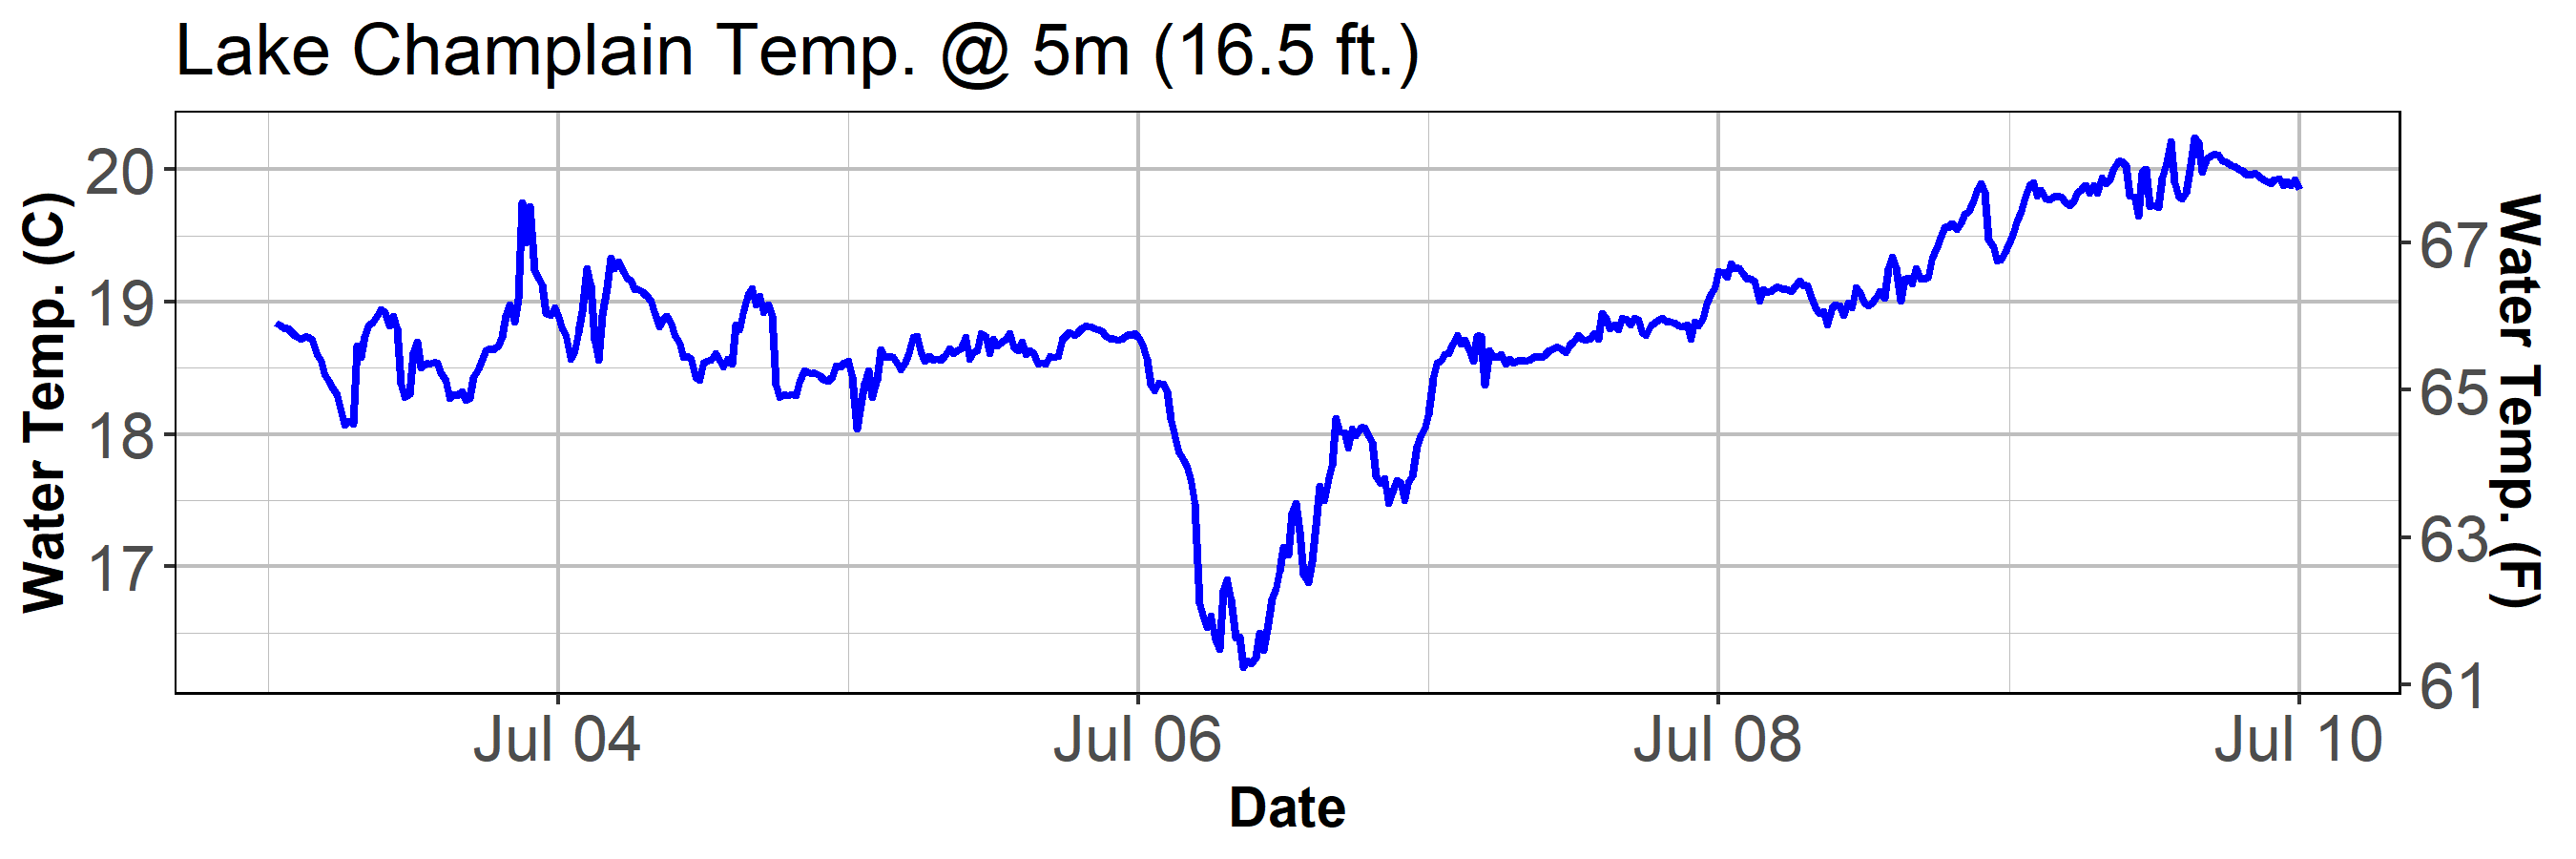 Lake Champlain Temp. @ 5m (16.5 ft.)
Water Temp. (C)
20
19
18
17
67
65
63
61
Water Temp. (F)
Jul 04
Jul 06
Jul 08
Jul 10
Date